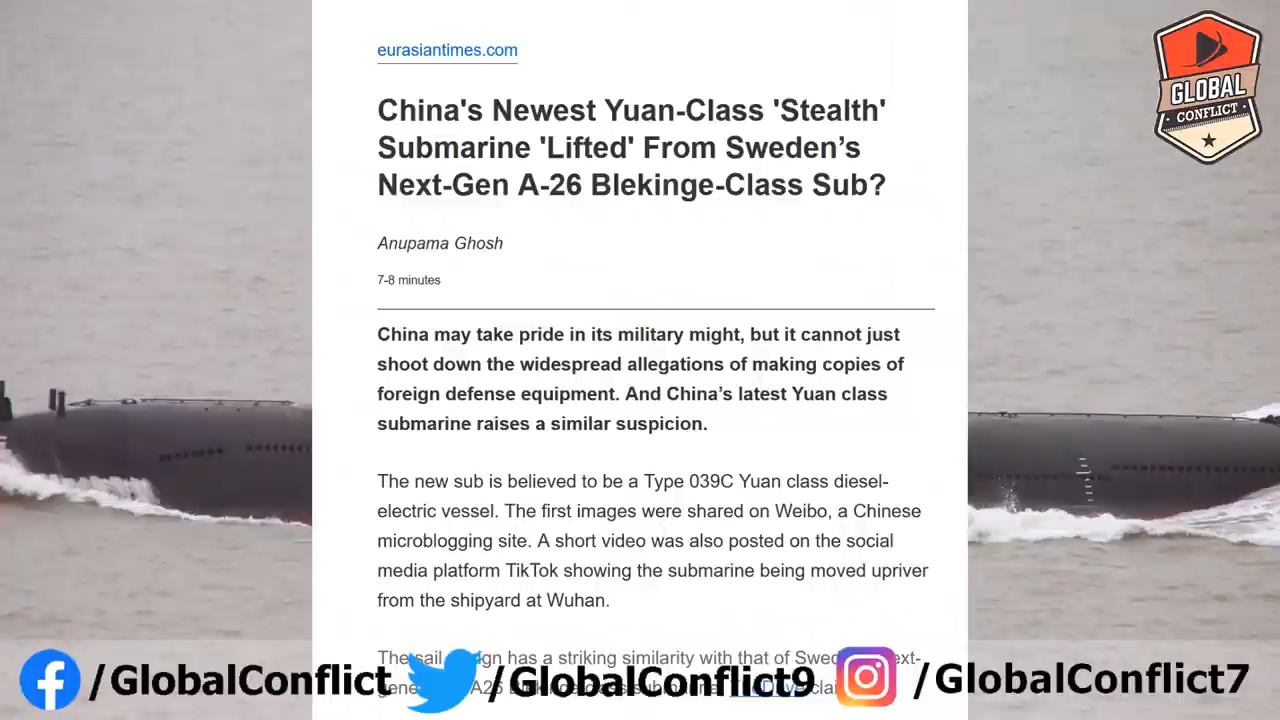 eurasiantimes.com
China's Newest Yuan-Class 'Stealth'
Submarine 'Lifted' From Sweden’s
Next-Gen A-26 Blekinge-Class Sub?
Anupama Ghosh
7-8 minutes
China may take pride in its military might, but it cannot just
shoot down the widespread allegations of making copies of
foreign defense equipment. And China’s latest Yuan class
submarine raises a similar suspicion.
The new sub is believed to be a Type 039C Yuan class diesel-
electric vessel. The first images were shared on Weibo, a Chinese
microblogging site. A short video was also posted on the social
media platform TikTok showing the submarine being moved upriver
from the shipyard at Wuhan.
The sail has a striking similarity with that of
GLOBAL
CONFLICT
/GlobalConflict
/GlobalConflict9
/GlobalConflict7